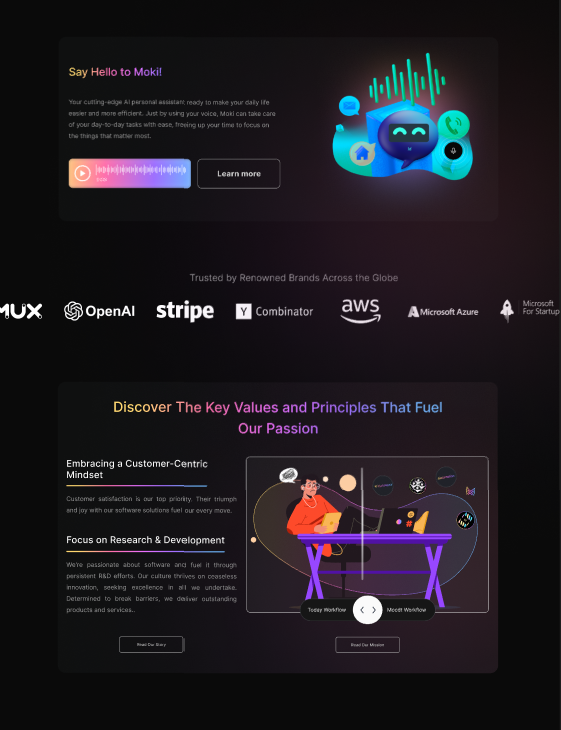 Say Hello to Moki!
Your cutting-edge AI personal assistant ready to make your daily life
easier and more efficient. Just by using your voice, Moki can take care
of your day-to-day tasks with ease, freeing up your time to focus on
the things that matter most.
Learn more
Trusted by Renowned Brands Across the Globe
MUX
OpenAI
stripe
Y Combinator
aws
Microsoft Azure
Microsoft
For Startup
Discover The Key Values and Principles That Fuel
Our Passion
Embracing a Customer-Centric
Mindset
Customer satisfaction is our top priority. Their triumph
and joy with our software solutions fuel our every move.
Focus on Research & Development
We're passionate about software and fuel it through
persistent R&D efforts. Our culture thrives on ceaseless
innovation, seeking excellence in all we undertake.
Determined to break barriers, we deliver outstanding
products and services..
Today Workflow
Workflow
Read Our Story
Read Our Mission